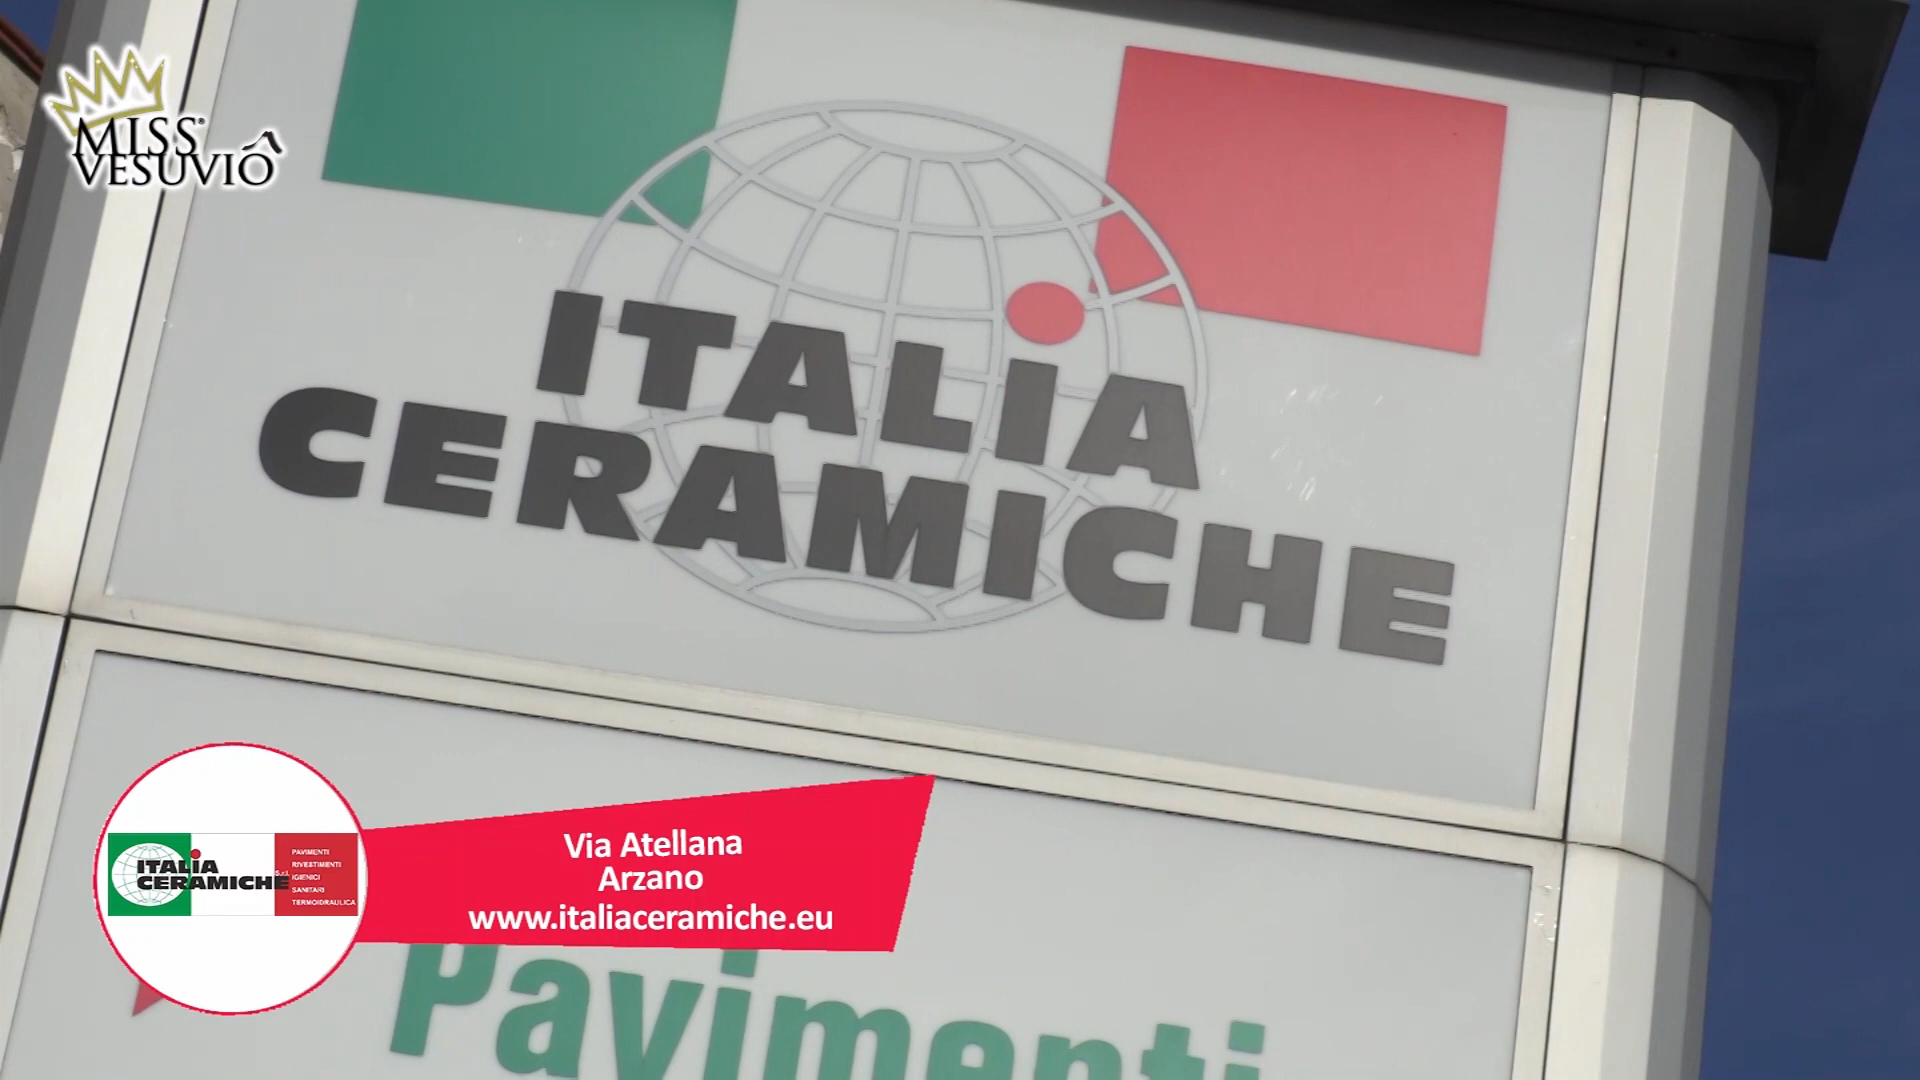 MISS®
VESUVIO
ITALIA
CERAMICHE
ITALIA
CERAMICHE S.r.l.
PAVIMENTI
RIVESTIMENTI
IGIENICI
SANITARI
TERMOIDRAULICA
Via Atellana
Arzano
www.italiaceramiche.eu
Pavimenti